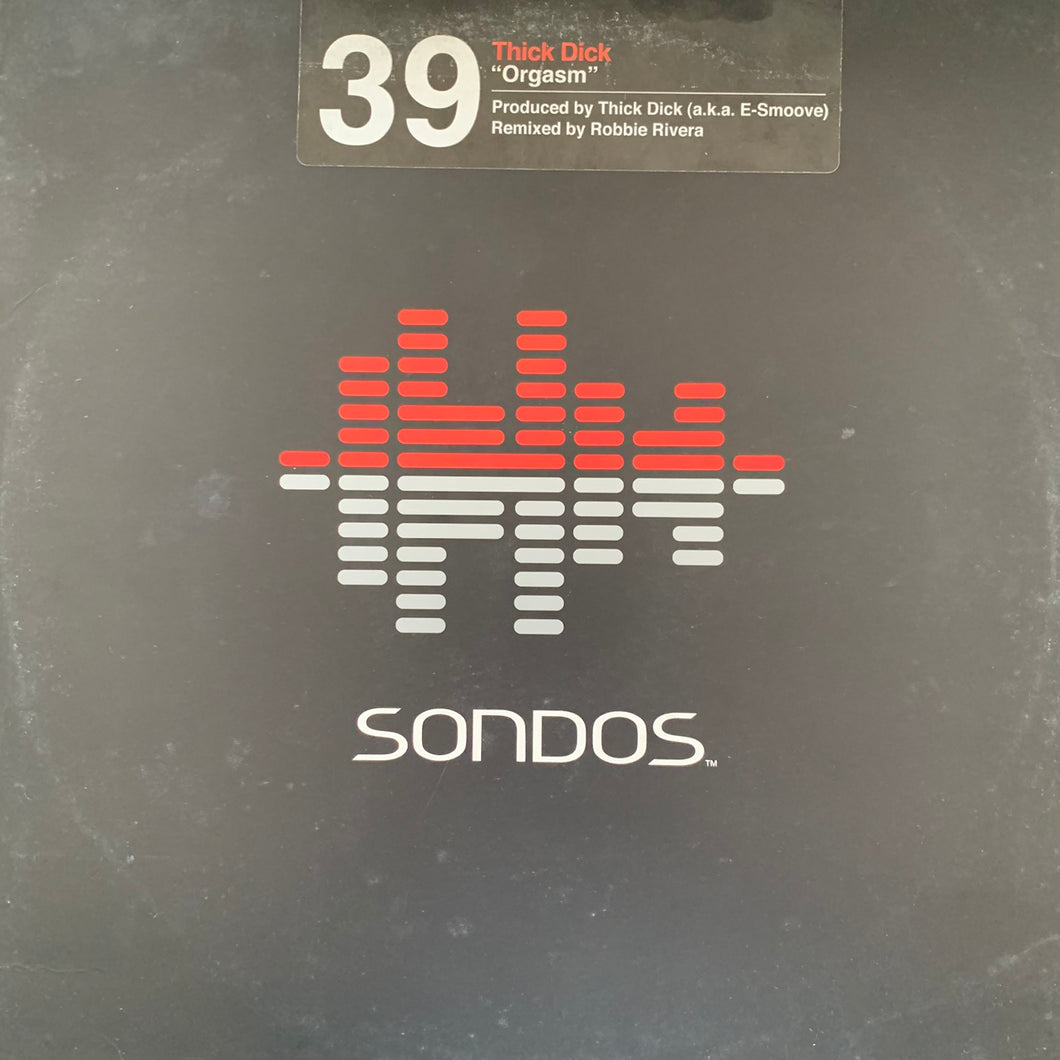 39
Thick Dick
“Orgasm”
Produced by Thick Dick (a.k.a. E-Smoove)
Remixed by Robbie Rivera
SONDOS™